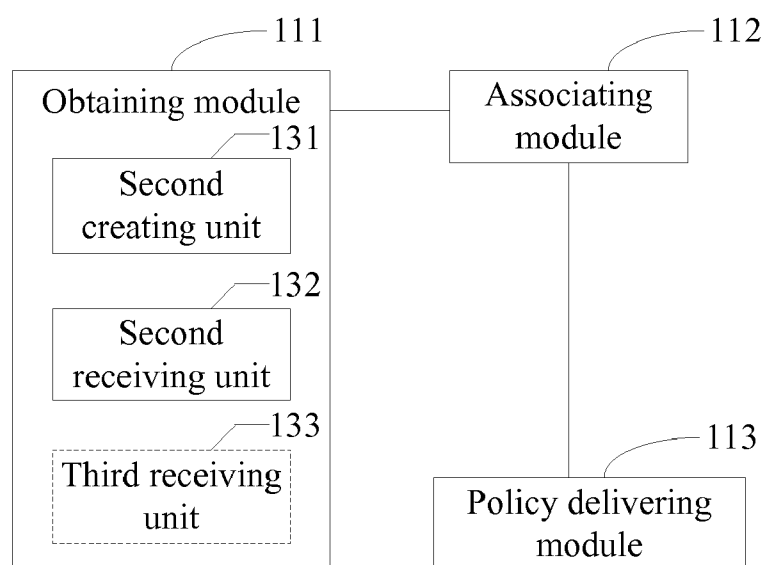 111
112
Obtaining module
Associating
module
131
Second
creating unit
132
Second
receiving unit
133
Third receiving
unit
113
Policy delivering
module